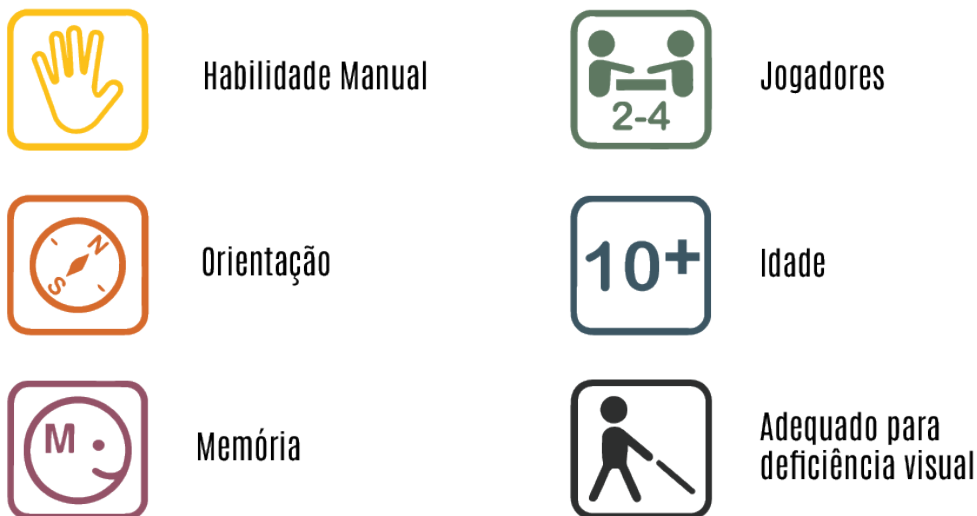 Habilidade Manual
2-4
Jogadores
N
S
Orientação
10+
Idade
M
Memória
Adequado para
deficiência visual